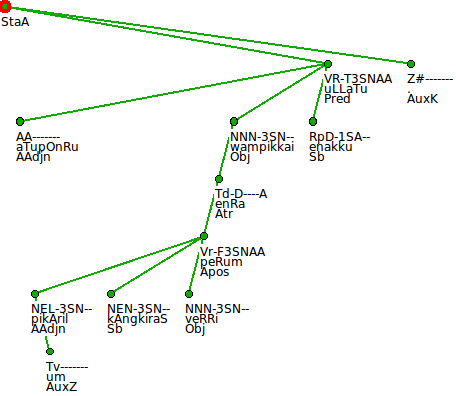 StaA
VR-T3SNAA
uLLaTu
Pred
Z#-------
.
AuxK
AA-------
aTupOnRu
AAdjn
NNN-3SN--
wampikkai
Obj
RpD-1SA--
enakku
Sb
Td-D----A
enRa
Atr
Vr-F3SNAA
peRum
Apos
NEL-3SN--
pikAril
AAdjn
NEN-3SN--
kAngkiraS
Sb
NNN-3SN--
veRRi
Obj
Tv-------
um
AuxZ